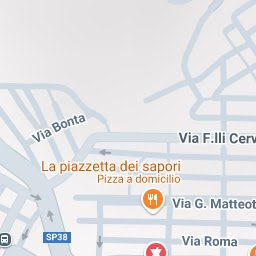 Via Bonta
Via F.lli Cerv
La piazzetta dei sapori
Pizza a domicilio
Via G. Matteot
SP38
Via Roma